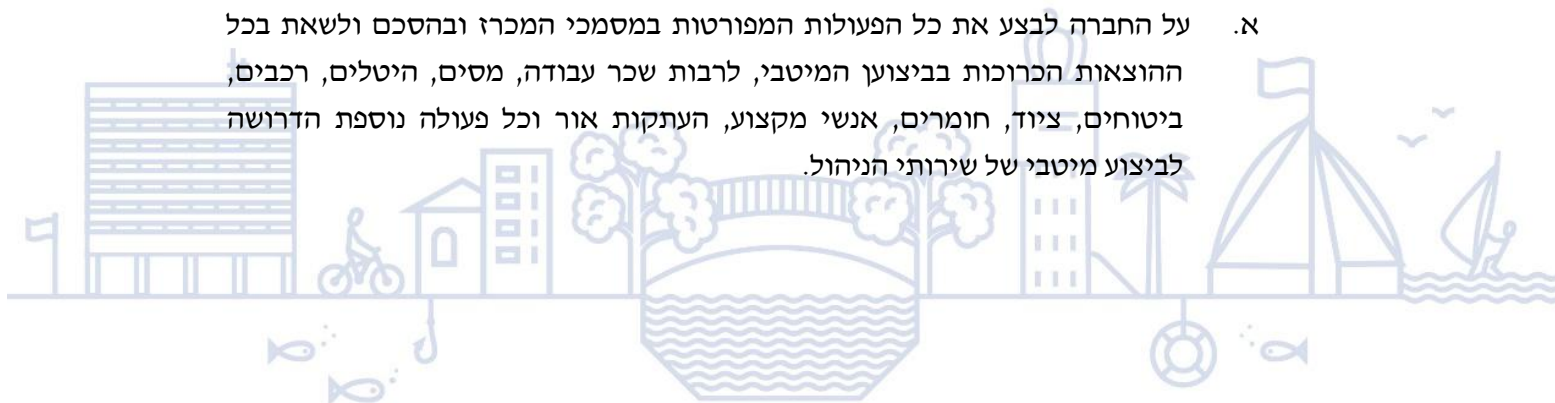 א. על החברה לבצע את כל הפעולות המפורטות במסמכי המכרז ובהסכם ולשאת בכל
ההוצאות הכרוכות בביצוען המיטבי, לרבות שכר עבודה, מסים, היטלים, רכבים,
ביטוחים, ציוד, חומרים, אנשי מקצוע, העתקות אור וכל פעולה נוספת הדרושה
לביצוע מיטבי של שירותי הניהול.